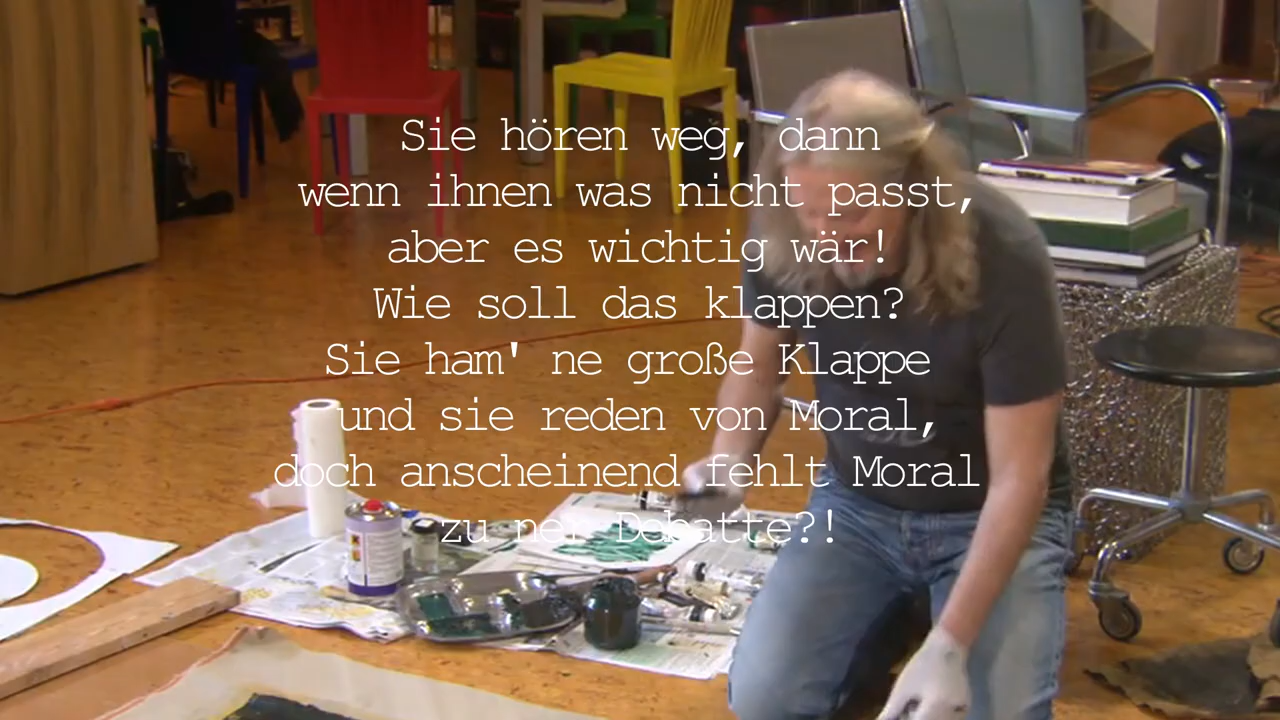 Sie hören weg, dann
wenn ihnen was nicht passt,
aber es wichtig wär!
Wie soll das klappen?
Sie ham' ne große Klappe
und sie reden von Moral,
doch anscheinend fehlt Moral
zu ner Debatte?!